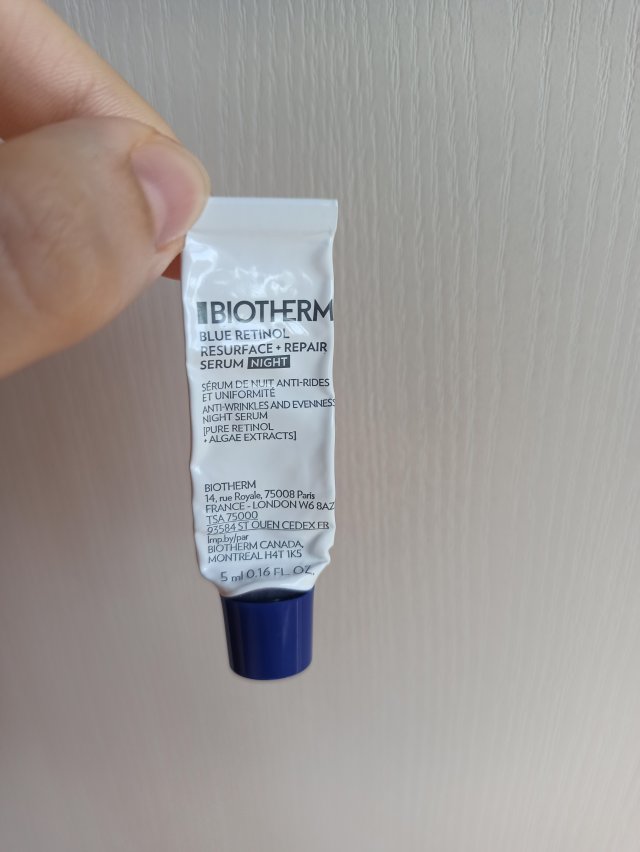 BIOTHERM
BLUE RETINOL
RESURFACE + REPAIR
SERUM NIGHT
SÉRUM DE NUIT ANTI-RIDES
ET UNIFORMITÉ
ANTI-WRINKLES AND EVENNESS
NIGHT SERUM
[PURE RETINOL
+ ALGAE EXTRACTS]
BIOTHERM
14, rue Royale, 75008 Paris
FRANCE - LONDON W6 8AZ
TSA 75000
93584 ST OUEN CEDEX FR
Imp.by/par
BIOTHERM CANADA,
MONTREAL H4T 1K5
5 ml 0.16 FL. OZ.